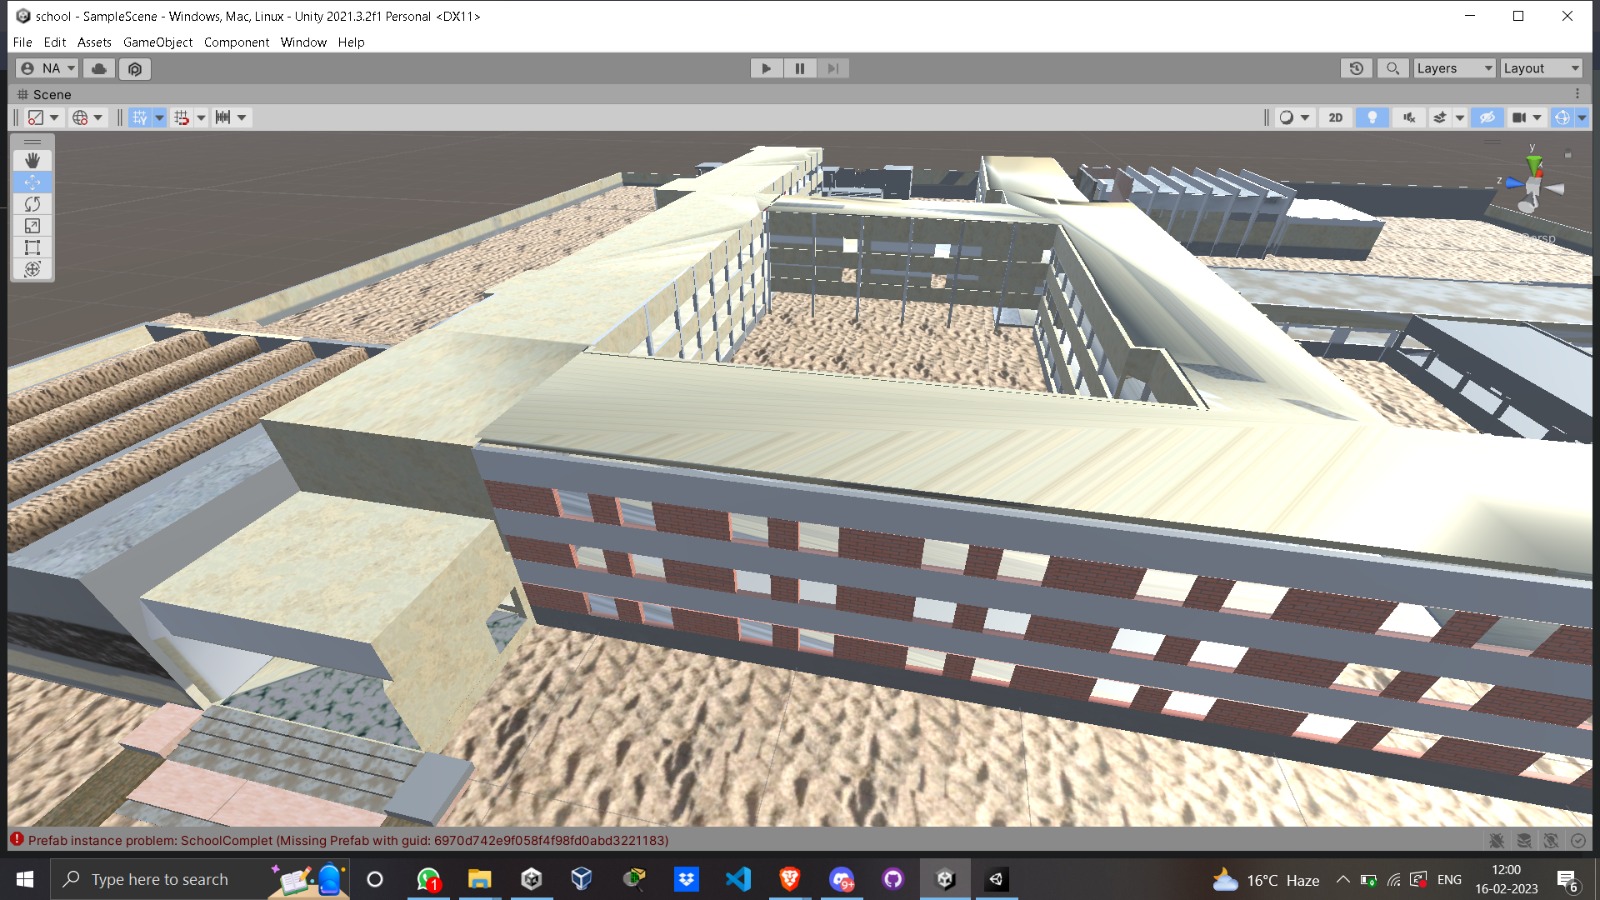 school - SampleScene - Windows, Mac, Linux - Unity 2021.3.2f1 Personal <DX11>
File Edit Assets GameObject Component Window Help
NA
Layers
Layout
Scene
2D
y
z
Persp
Prefab instance problem: SchoolComplet (Missing Prefab with guid: 6970d742e9f058f4f98fd0abd3221183)
Type here to search
1
9+
16°C Haze
ENG
12:00
16-02-2023
6